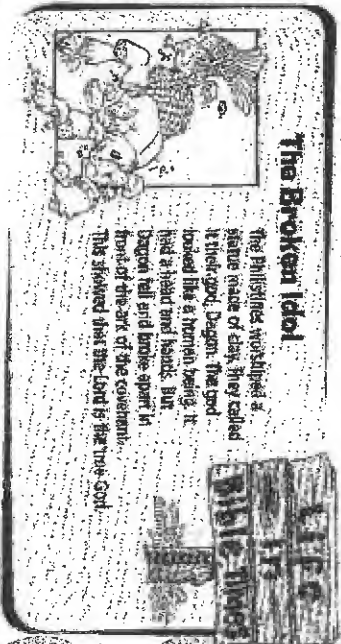 The Broken Idol
The Philistines worshiped a
statue made of clay. They called
it their god, Dagon. The god
looked like a human being. It
had a head and hands. But
Dagon fell and broke apart in
front of the ark of the covenant.
This showed that the Lord is the true God.
LIFE
IN
Bible Times